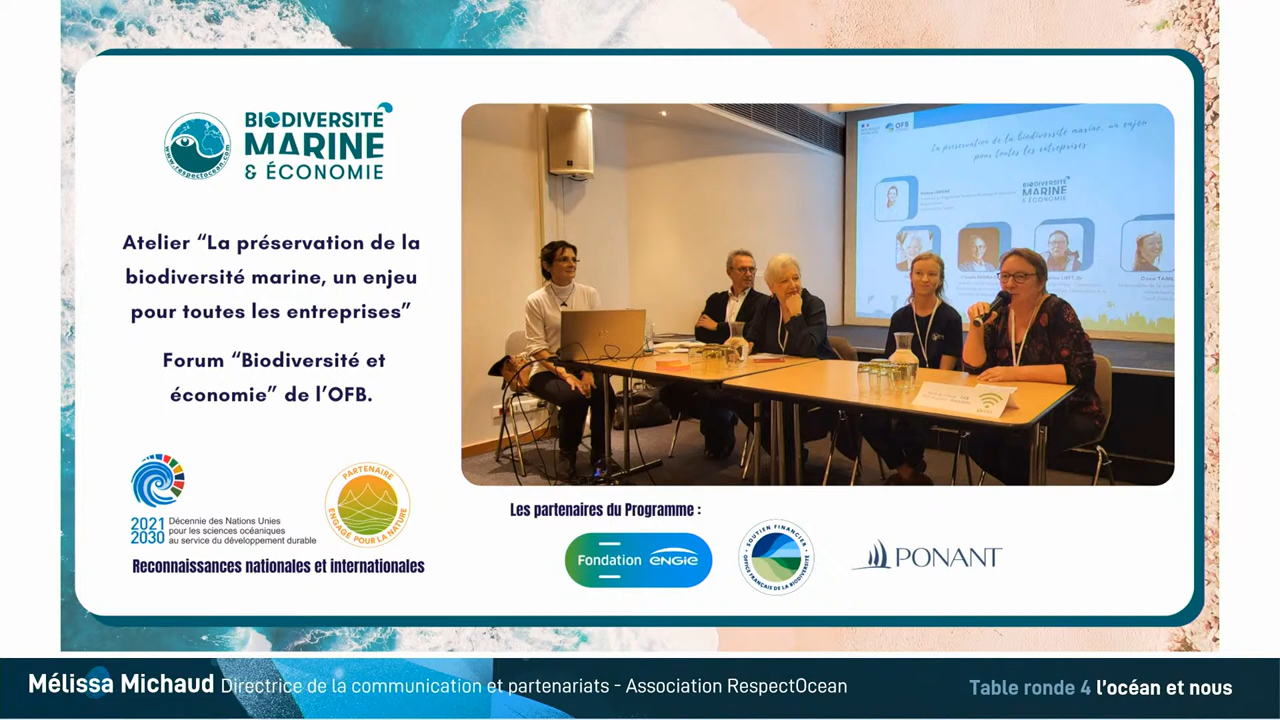 BIODIVERSITÉ
MARINE
& ÉCONOMIE
www.respectocean.com
Atelier “La préservation de la
biodiversité marine, un enjeu
pour toutes les entreprises”
Forum “Biodiversité et
économie” de l’OFB.
OFB
La préservation de la biodiversité marine, un enjeu
pour toutes les entreprises
BIODIVERSITÉ
MARINE
& ÉCONOMIE
2021
2030
Décennie des Nations Unies
pour les sciences océaniques
au service du développement durable
PARTENAIRE
ENGAGÉ POUR LA NATURE
Reconnaissances nationales et internationales
Les partenaires du Programme :
Fondation ENGIE
SOUTIEN FINANCIER
OFFICE FRANÇAIS DE LA BIODIVERSITÉ
PONANT
Mélissa Michaud Directrice de la communication et partenariats - Association RespectOcean
Table ronde 4 l’océan et nous